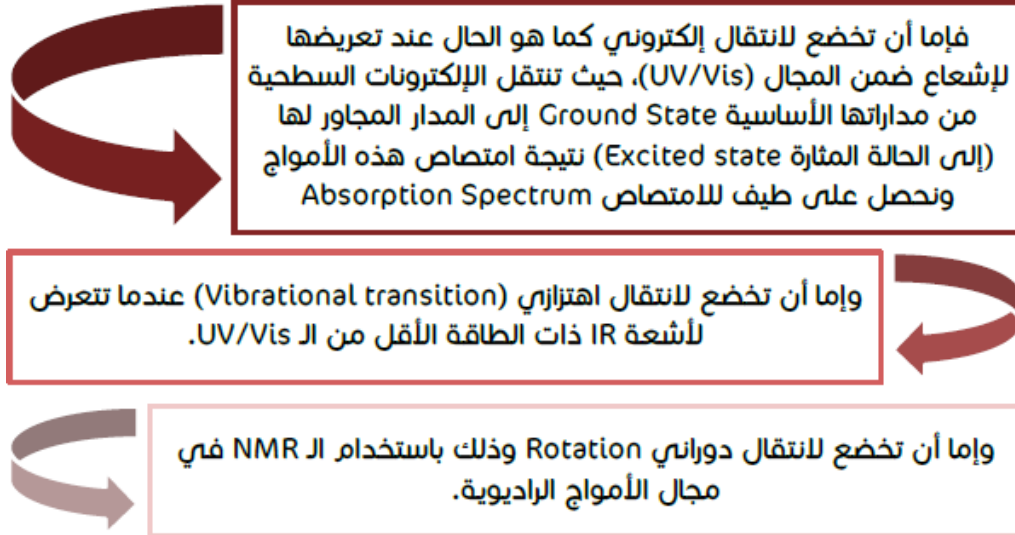 فإما أن تخضع لانتقال إلكتروني كما هو الحال عند تعريضها
لإشعاع ضمن المجال (UV/Vis)، حيث تنتقل الإلكترونات السطحية
من مداراتها الأساسية Ground State إلى المدار المجاور لها
(إلى الحالة المثارة Excited state) نتيجة امتصاص هذه الأمواج
ونحصل على طيف للامتصاص Absorption Spectrum
وإما أن تخضع لانتقال اهتزازي (Vibrational transition) عندما تتعرض
لأشعة IR ذات الطاقة الأقل من الـ UV/Vis.
وإما أن تخضع لانتقال دوراني Rotation وذلك باستخدام الـ NMR في
مجال الأمواج الراديوية.